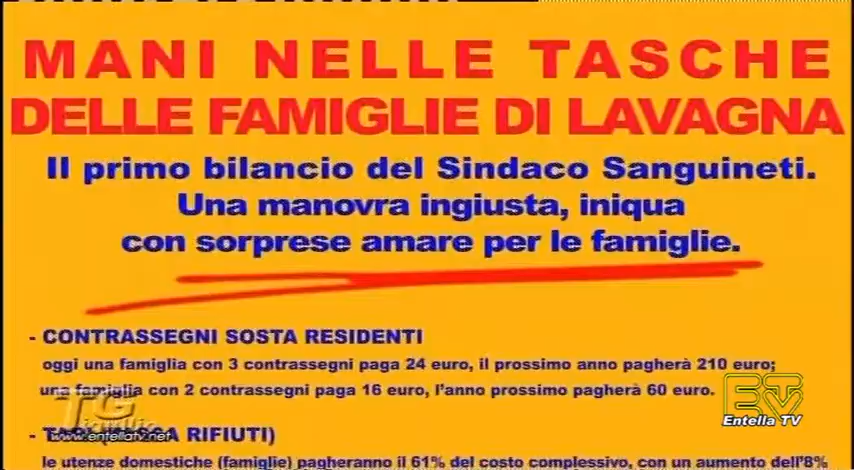 MANI NELLE TASCHE
DELLE FAMIGLIE DI LAVAGNA
Il primo bilancio del Sindaco Sanguineti.
Una manovra ingiusta, iniqua
con sorprese amare per le famiglie.
- CONTRASSEGNI SOSTA RESIDENTI
oggi una famiglia con 3 contrassegni paga 24 euro, il prossimo anno pagherà 210 euro;
una famiglia con 2 contrassegni paga 16 euro, l'anno prossimo pagherà 60 euro.
ETV
Entella TV
TG
www.entellatv.net
RIFIUTI)
le utenze domestiche (famiglie) pagheranno il 61% del costo complessivo, con un aumento dell'8%